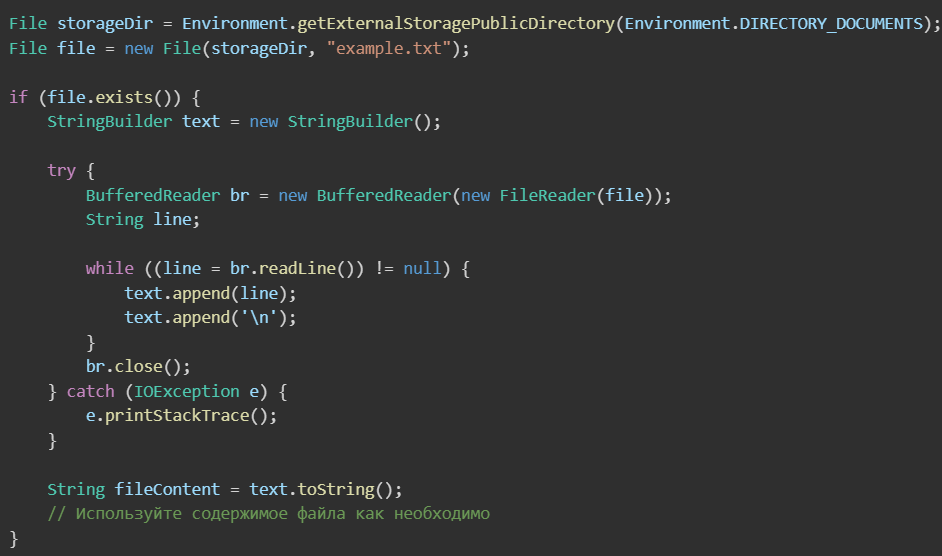 File storageDir = Environment.getExternalStoragePublicDirectory(Environment.DIRECTORY_DOCUMENTS);
File file = new File(storageDir, "example.txt");

if (file.exists()) {
    StringBuilder text = new StringBuilder();

    try {
        BufferedReader br = new BufferedReader(new FileReader(file));
        String line;

        while ((line = br.readLine()) != null) {
            text.append(line);
            text.append('\n');
        }
        br.close();
    } catch (IOException e) {
        e.printStackTrace();
    }

    String fileContent = text.toString();
    // Используйте содержимое файла как необходимо
}